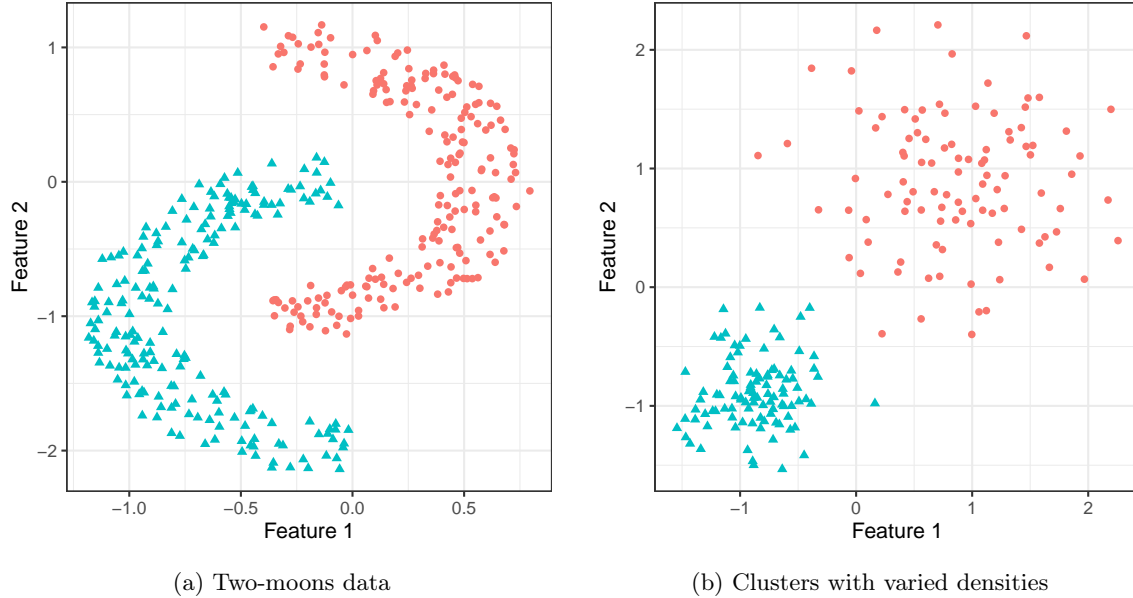 1
0
−1
−2
−1.0
−0.5
0.0
0.5
Feature 1
Feature 2
(a) Two-moons data
2
1
0
−1
−1
0
1
2
Feature 1
Feature 2
(b) Clusters with varied densities